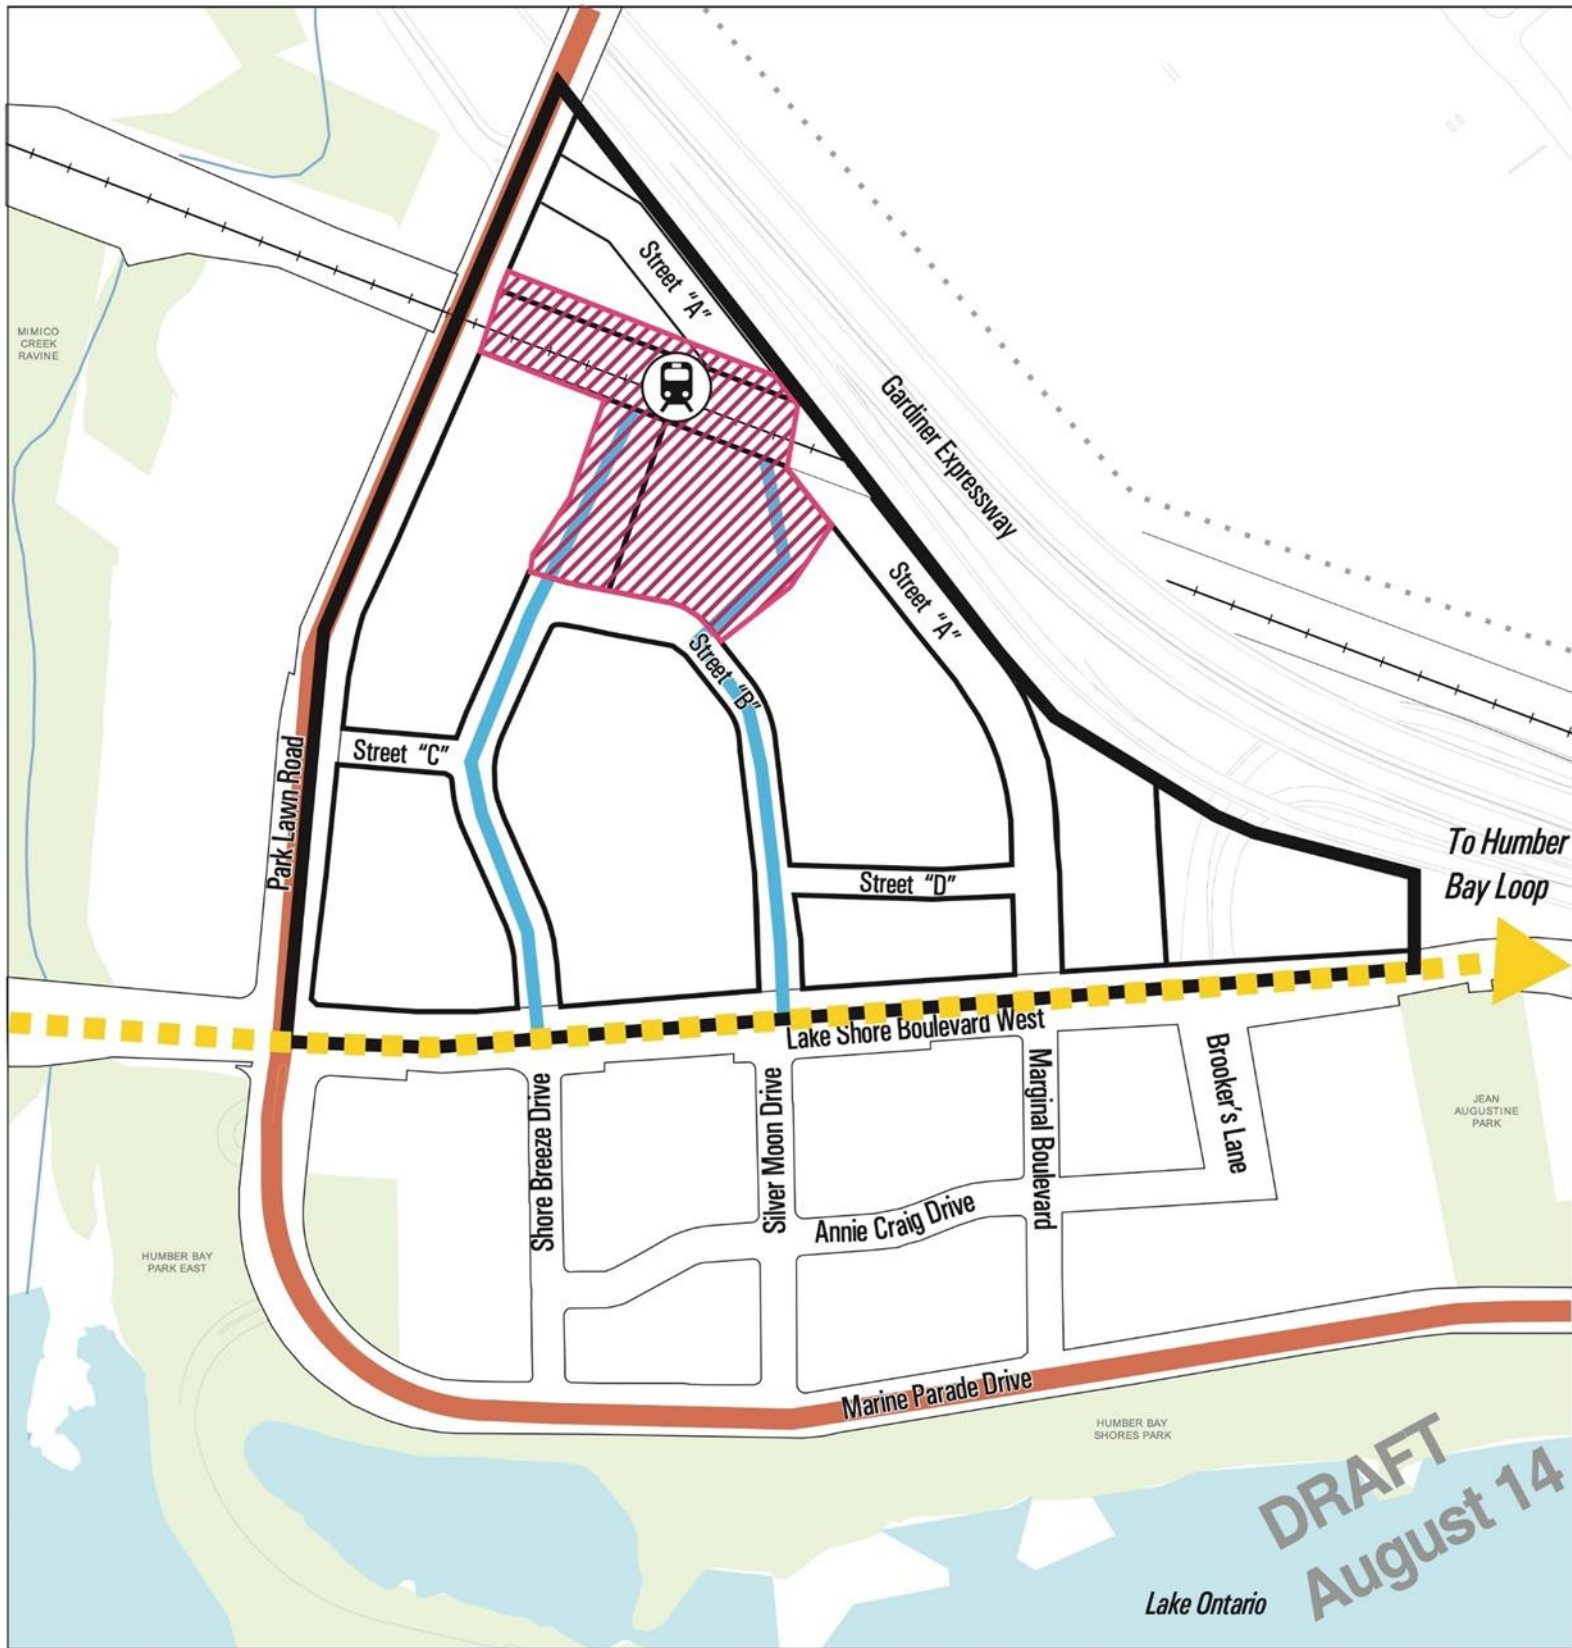 Street "A"
MIMICO
CREEK
RAVINE
Gardiner Expressway
Street "A"
Street "B"
Street "C"
Park Lawn Road
To Humber
Bay Loop
Street "D"
Lake Shore Boulevard West
Shore Breeze Drive
Silver Moon Drive
Marginal Boulevard
Brooker's Lane
JEAN
AUGUSTINE
PARK
Annie Craig Drive
HUMBER BAY
PARK EAST
Marine Parade Drive
HUMBER BAY
SHORES PARK
DRAFT
August 14
Lake Ontario